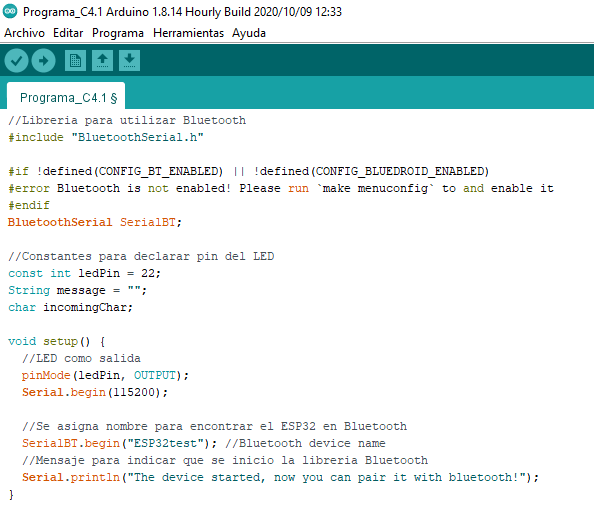 Programa_C4.1 Arduino 1.8.14 Hourly Build 2020/10/09 12:33
Archivo Editar Programa Herramientas Ayuda
Programa_C4.1 §
//Libreria para utilizar Bluetooth
#include "BluetoothSerial.h"
#if !defined(CONFIG_BT_ENABLED) || !defined(CONFIG_BLUEDROID_ENABLED)
#error Bluetooth is not enabled! Please run `make menuconfig` to and enable it
#endif
BluetoothSerial SerialBT;
//Constantes para declarar pin del LED
const int ledPin = 22;
String message = "";
char incomingChar;
void setup() {
  //LED como salida
  pinMode(ledPin, OUTPUT);
  Serial.begin(115200);
  //Se asigna nombre para encontrar el ESP32 en Bluetooth
  SerialBT.begin("ESP32test"); //Bluetooth device name
  //Mensaje para indicar que se inicio la libreria Bluetooth
  Serial.println("The device started, now you can pair it with bluetooth!");
}